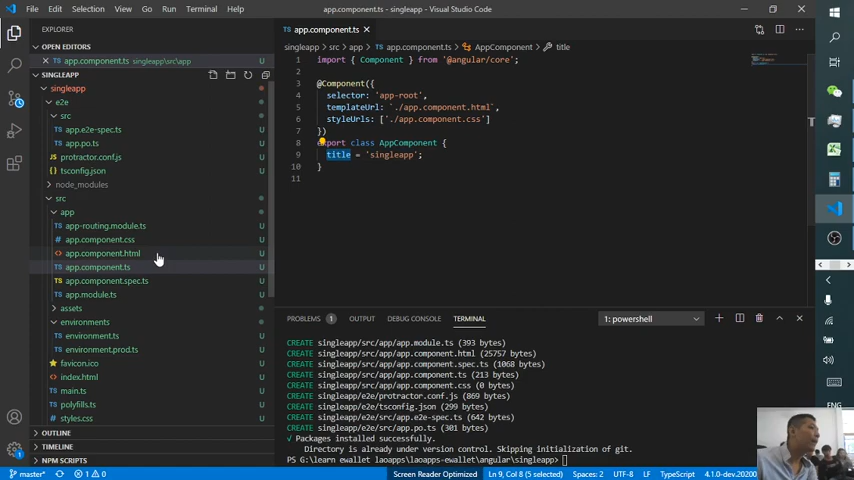 File Edit Selection View Go Run Terminal Help
app.component.ts - singleapp - Visual Studio Code
EXPLORER
OPEN EDITORS
app.component.ts singleapp\src\app
SINGLEAPP
singleapp
e2e
src
TS app.e2e-spec.ts U
TS app.po.ts U
protractor.conf.js U
tsconfig.json U
node_modules
src
app
TS app-routing.module.ts U
# app.component.css U
<> app.component.html U
TS app.component.ts U
TS app.component.spec.ts U
TS app.module.ts U
assets
environments
TS environment.ts U
TS environment.prod.ts U
favicon.ico U
index.html U
TS main.ts U
TS polyfills.ts U
# styles.css U
OUTLINE
TIMELINE
NPM SCRIPTS
TS app.component.ts
singleapp > src > app > TS app.component.ts > AppComponent > title
1 import { Component } from '@angular/core';
2
3 @Component({
4 selector: 'app-root',
5 templateUrl: './app.component.html',
6 styleUrls: ['./app.component.css']
7 })
8 export class AppComponent {
9 title = 'singleapp';
10 }
11
PROBLEMS 1 OUTPUT DEBUG CONSOLE TERMINAL 1: powershell
CREATE singleapp/src/app/app.module.ts (393 bytes)
CREATE singleapp/src/app/app.component.html (25757 bytes)
CREATE singleapp/src/app/app.component.spec.ts (1068 bytes)
CREATE singleapp/src/app/app.component.ts (213 bytes)
CREATE singleapp/src/app/app.component.css (0 bytes)
CREATE singleapp/e2e/protractor.conf.js (869 bytes)
CREATE singleapp/e2e/tsconfig.json (299 bytes)
CREATE singleapp/e2e/src/app.e2e-spec.ts (642 bytes)
CREATE singleapp/e2e/src/app.po.ts (301 bytes)
√ Packages installed successfully.
Directory is already under version control. Skipping initialization of git.
PS G:\learn ewallet laoapps\laoapps-ewallet\angular\singleapp>
master* 1 0
Screen Reader Optimized Ln 9, Col 8 (5 selected) Spaces: 2 UTF-8 LF TypeScript 4.1.0-dev.20200
ENG